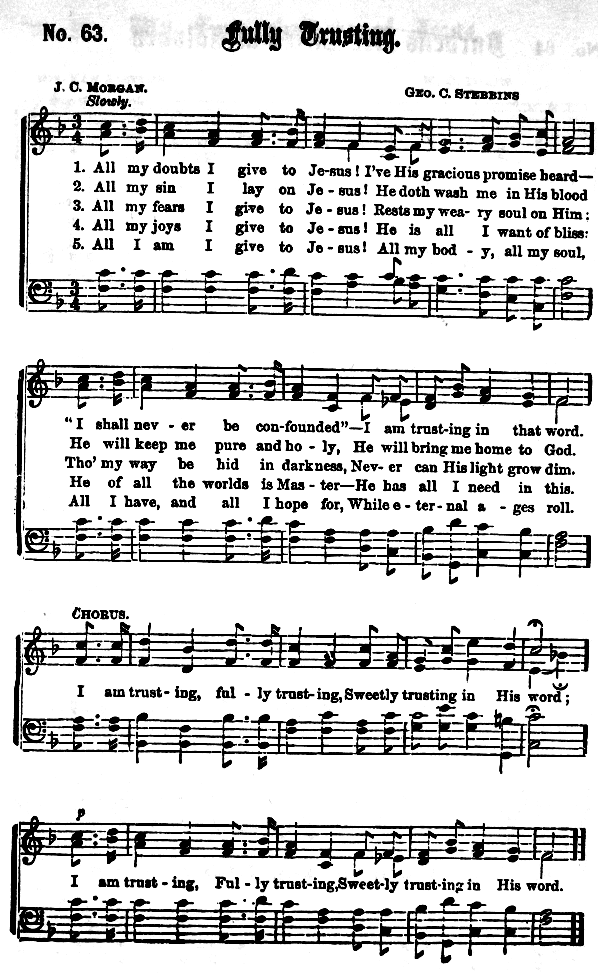 No. 63.
Fully Trusting.
J. C. MORGAN.
GEO. C. STEBBINS
Slowly.
1. All my doubts I give to Je-sus! I've His gracious promise heard—
2. All my sin I lay on Je-sus! He doth wash me in His blood
3. All my fears I give to Je-sus! Rests my wea-ry soul on Him;
4. All my joys I give to Je-sus! He is all I want of bliss:
5. All I am I give to Je-sus! All my bod-y, all my soul,
"I shall nev-er be con-founded"—I am trust-ing in that word.
He will keep me pure and ho-ly, He will bring me home to God.
Tho' my way be hid in darkness, Nev-er can His light grow dim.
He of all the worlds is Mas-ter—He has all I need in this.
All I have, and all I hope for, While e-ter-nal a-ges roll.
CHORUS.
I am trust-ing, ful-ly trust-ing, Sweetly trusting in His word;
p
I am trust-ing, Ful-ly trust-ing, Sweet-ly trust-ing in His word.